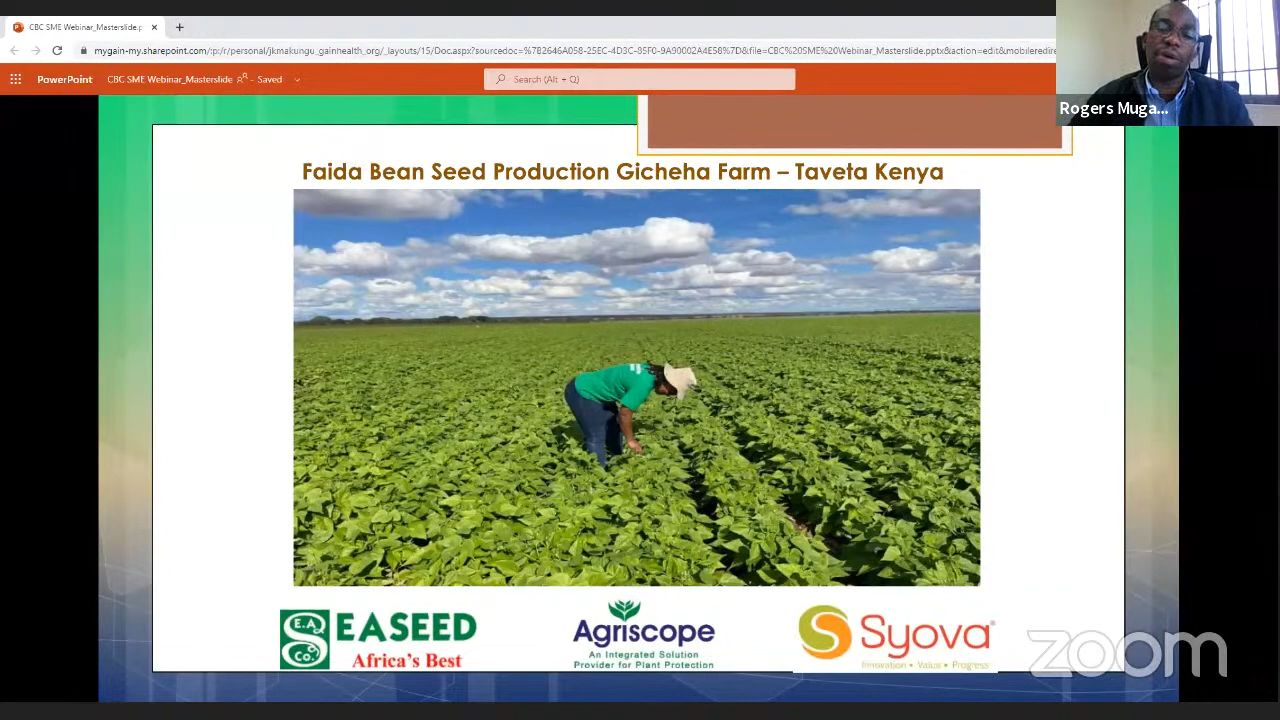 CBC SME Webinar_Masterslide.p
mygain-my.sharepoint.com/:p:/r/personal/jkmakungu_gainhealth_org/_layouts/15/Doc.aspx?sourcedoc=%7B2646A058-25EC-4D3C-85F0-9A90002A4E58%7D&file=CBC%20SME%20Webinar_Masterslide.pptx&action=edit&mobileredire
PowerPoint CBC SME Webinar_Masterslide - Saved Search (Alt + Q)
Rogers Muga...
Faida Bean Seed Production Gicheha Farm – Taveta Kenya
E.A
S
Co.
EASEED
Africa's Best
Agriscope
An Integrated Solution
Provider for Plant Protection
Syova®
Innovation • Value • Progress
zoom